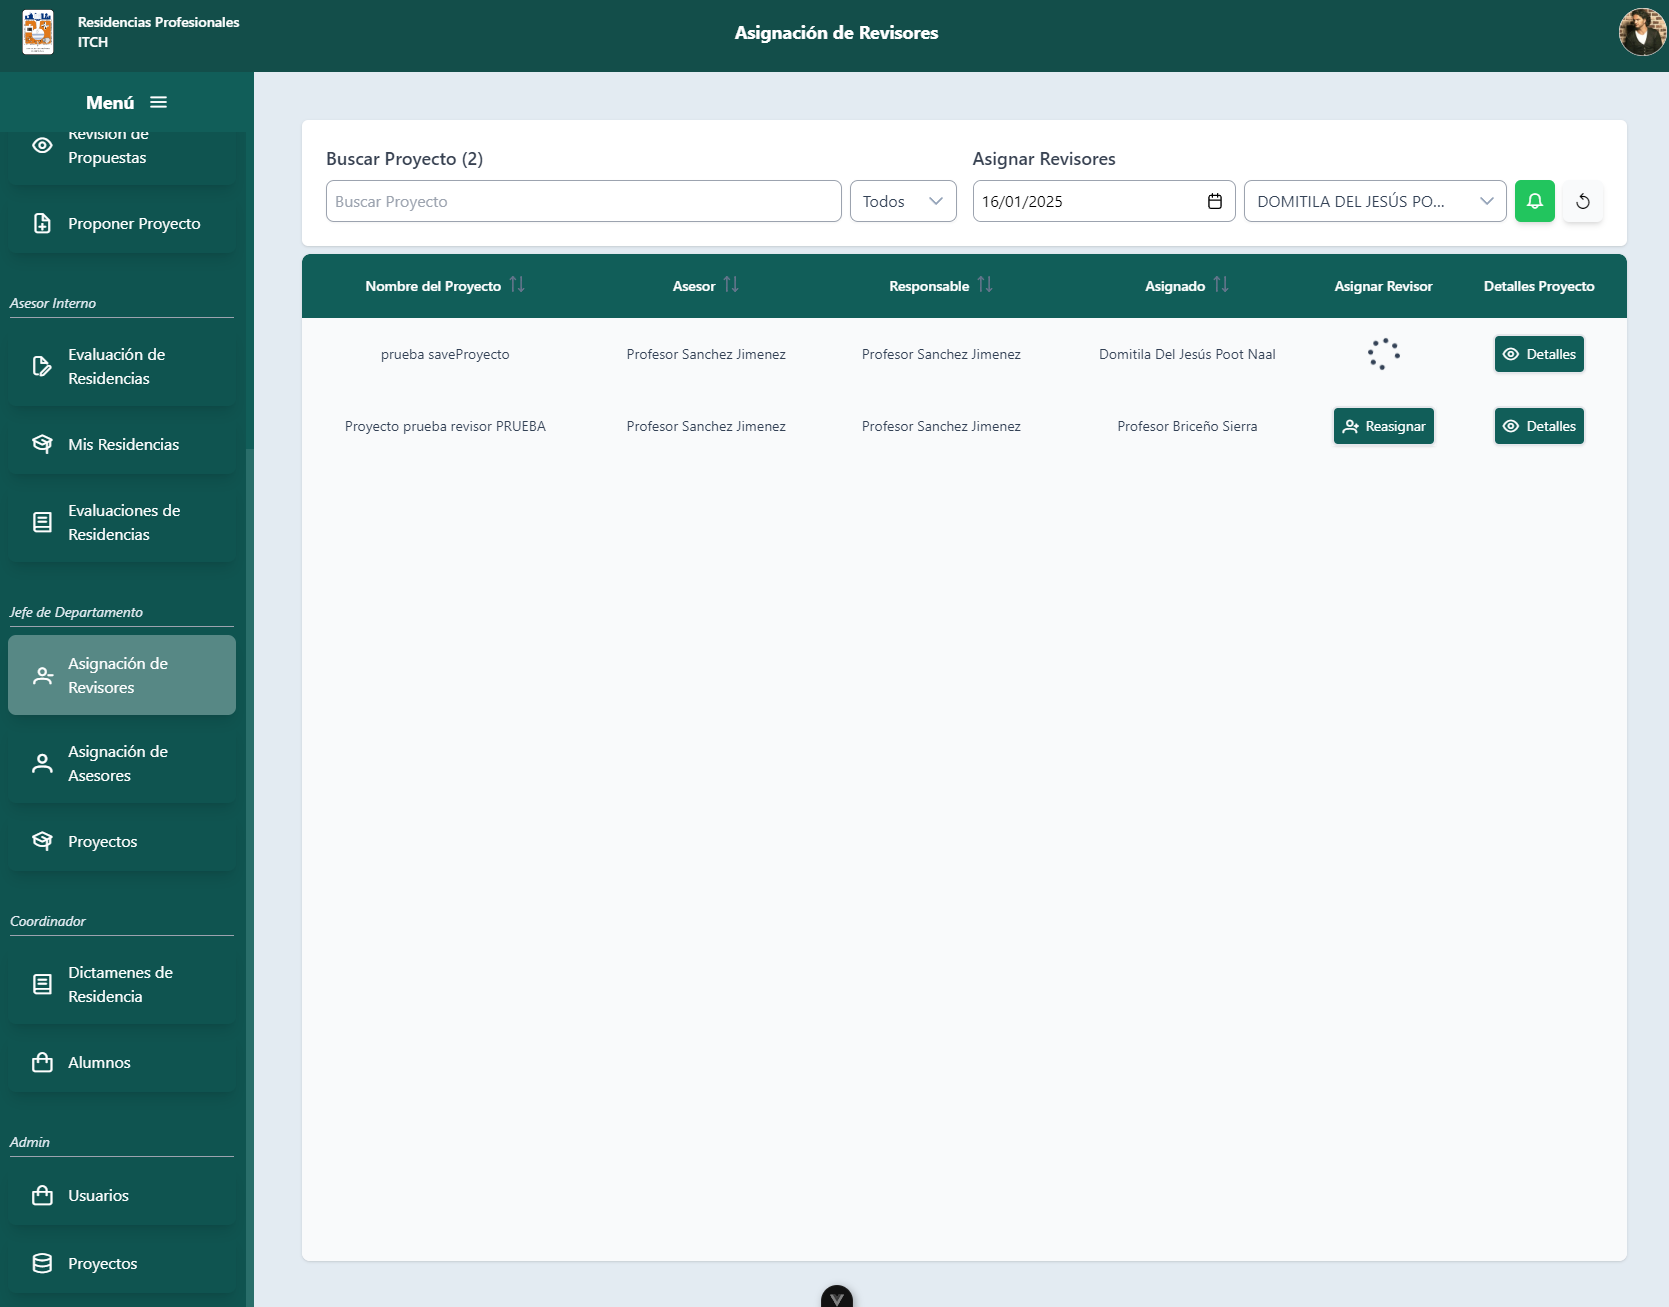 Residencias Profesionales
ITCH
Asignación de Revisores
Menú
Revisión de
Propuestas
Proponer Proyecto
Asesor Interno
Evaluación de
Residencias
Mis Residencias
Evaluaciones de
Residencias
Jefe de Departamento
Asignación de
Revisores
Asignación de
Asesores
Proyectos
Coordinador
Dictamenes de
Residencia
Alumnos
Admin
Usuarios
Proyectos
Buscar Proyecto (2)
Asignar Revisores
Buscar Proyecto
Todos
16/01/2025
DOMITILA DEL JESÚS PO...
Nombre del Proyecto
Asesor
Responsable
Asignado
Asignar Revisor
Detalles Proyecto
prueba saveProyecto
Profesor Sanchez Jimenez
Profesor Sanchez Jimenez
Domitila Del Jesús Poot Naal
Detalles
Proyecto prueba revisor PRUEBA
Profesor Sanchez Jimenez
Profesor Sanchez Jimenez
Profesor Briceño Sierra
Reasignar
Detalles